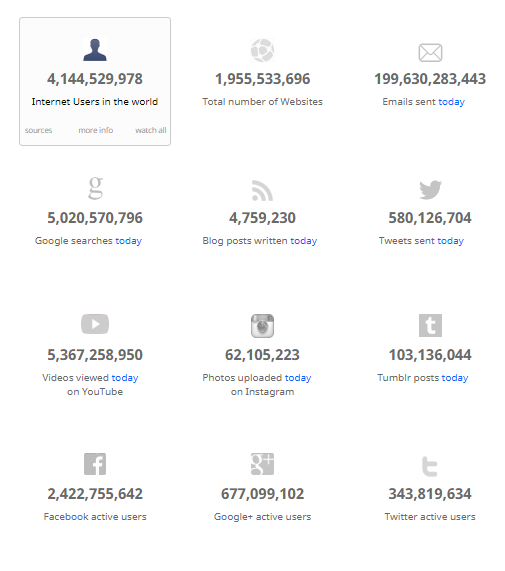 4,144,529,978
Internet Users in the world
sources more info watch all
1,955,533,696
Total number of Websites
199,630,283,443
Emails sent today
5,020,570,796
Google searches today
4,759,230
Blog posts written today
580,126,704
Tweets sent today
5,367,258,950
Videos viewed today
on YouTube
62,105,223
Photos uploaded today
on Instagram
103,136,044
Tumblr posts today
2,422,755,642
Facebook active users
677,099,102
Google+ active users
343,819,634
Twitter active users